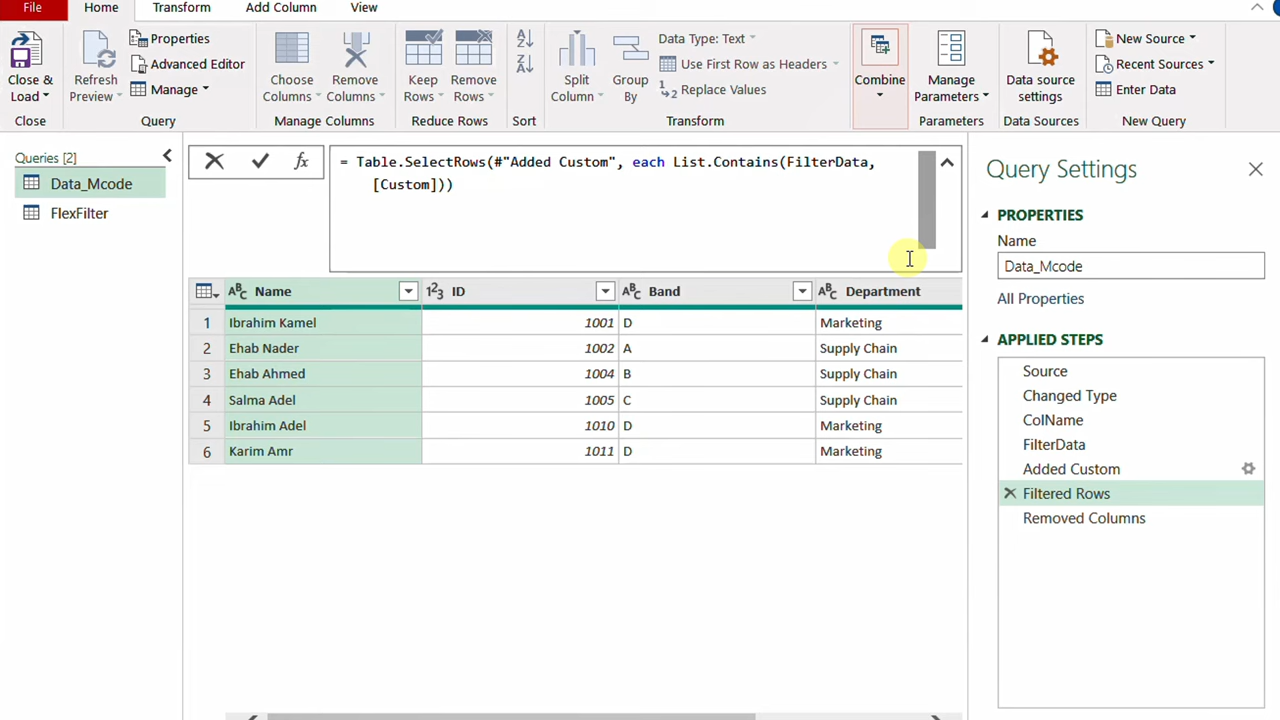 File Home Transform Add Column View
Close & Load
Close
Refresh Preview
Properties
Advanced Editor
Manage
Query
Choose Columns
Remove Columns
Manage Columns
Keep Rows
Remove Rows
Reduce Rows
Sort
Split Column
Group By
Data Type: Text
Use First Row as Headers
Replace Values
Transform
Combine
Manage Parameters
Parameters
Data source settings
Data Sources
New Source
Recent Sources
Enter Data
New Query
Queries [2]
Data_Mcode
FlexFilter
fx
= Table.SelectRows(#"Added Custom", each List.Contains(FilterData,
[Custom]))
Name ID Band Department
1 Ibrahim Kamel 1001 D Marketing
2 Ehab Nader 1002 A Supply Chain
3 Ehab Ahmed 1004 B Supply Chain
4 Salma Adel 1005 C Supply Chain
5 Ibrahim Adel 1010 D Marketing
6 Karim Amr 1011 D Marketing
Query Settings
PROPERTIES
Name
Data_Mcode
All Properties
APPLIED STEPS
Source
Changed Type
ColName
FilterData
Added Custom
Filtered Rows
Removed Columns